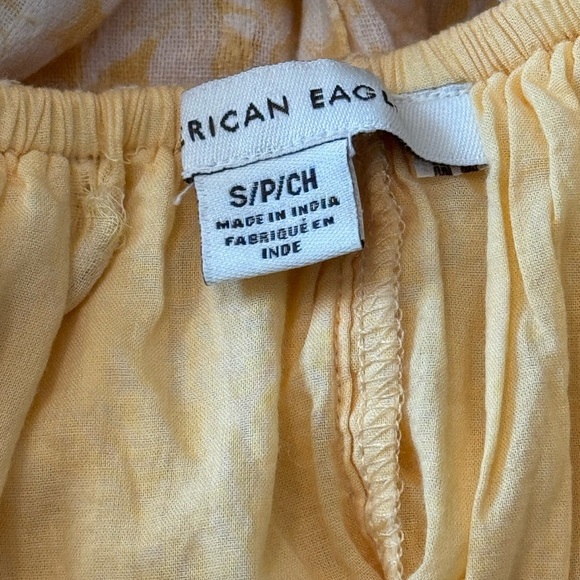 RICAN EAGL
S/P/CH
MADE IN INDIA
FABRIQUÉ EN
INDE